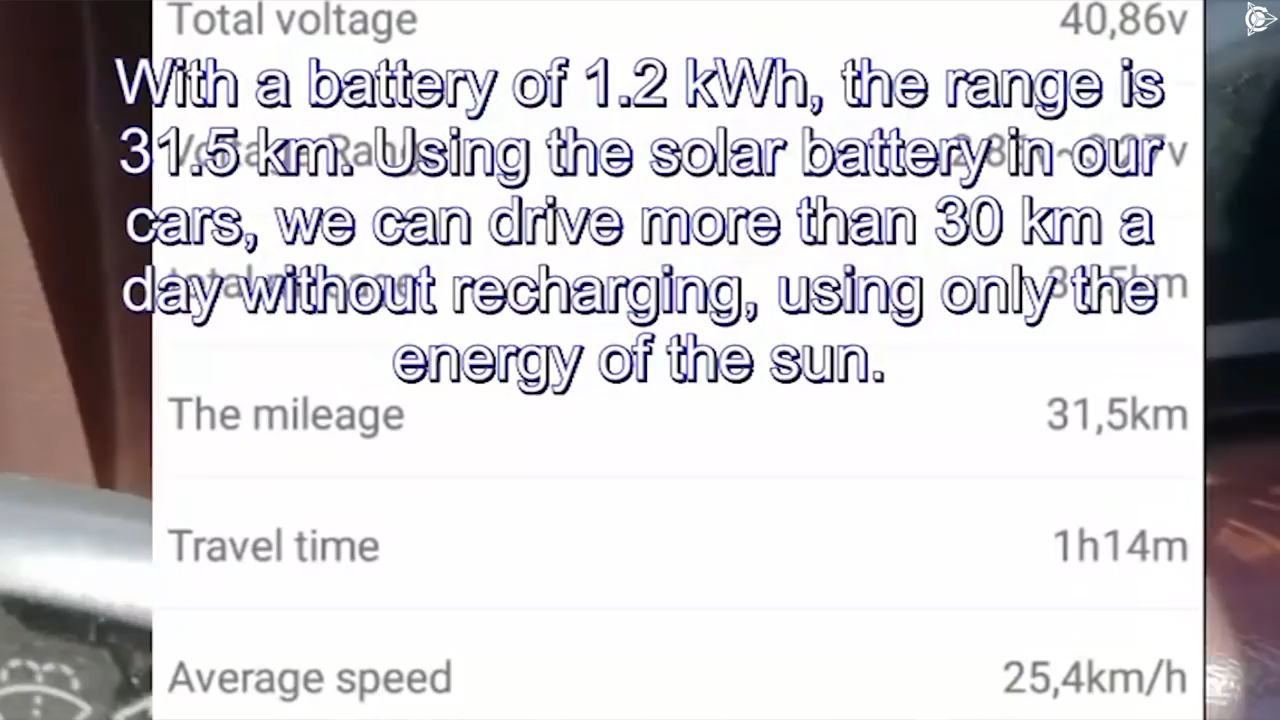 Total voltage 40,86v
With a battery of 1.2 kWh, the range is
31.5 km. Using the solar battery in our
cars, we can drive more than 30 km a
day without recharging, using only the
energy of the sun.
The mileage 31,5km
Travel time 1h14m
Average speed 25,4km/h